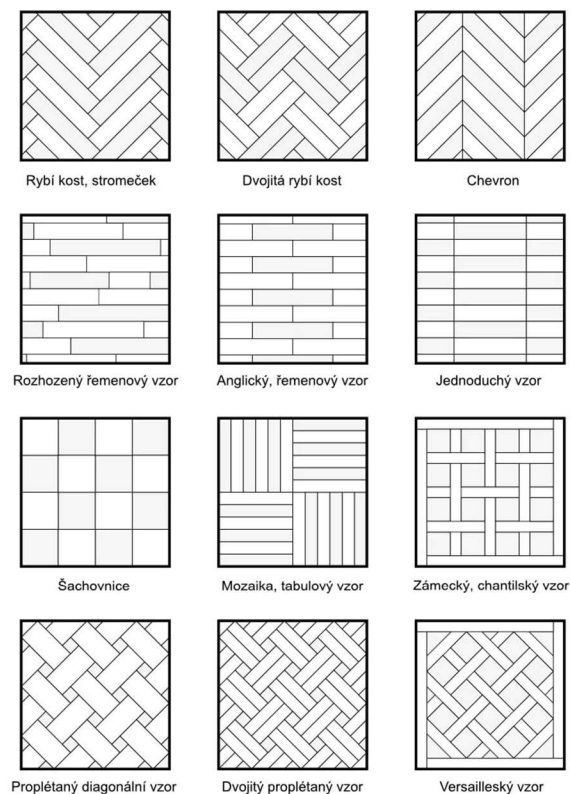 Rybí kost, stromeček
Dvojitá rybí kost
Chevron
Rozhozený řemenový vzor
Anglický, řemenový vzor
Jednoduchý vzor
Šachovnice
Mozaika, tabulový vzor
Zámecký, chantilský vzor
Proplétaný diagonální vzor
Dvojitý proplétaný vzor
Versailleský vzor